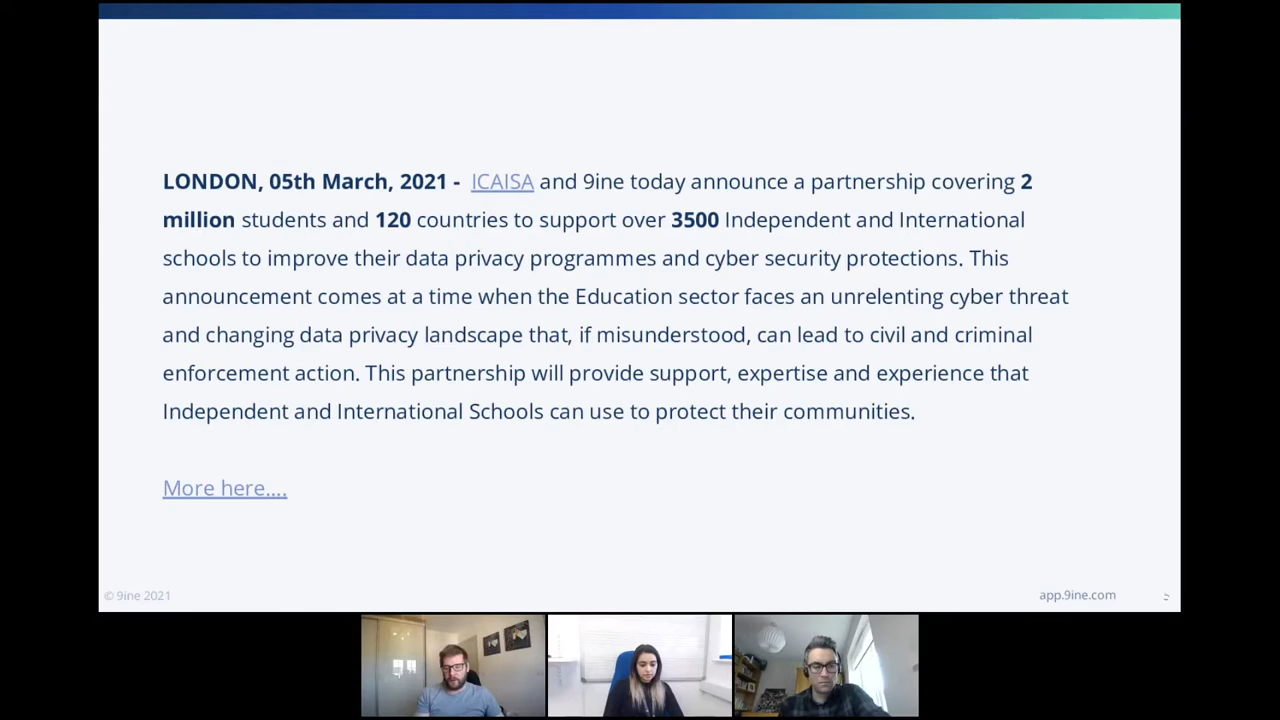 LONDON, 05th March, 2021 - ICAISA and 9ine today announce a partnership covering 2
million students and 120 countries to support over 3500 Independent and International
schools to improve their data privacy programmes and cyber security protections. This
announcement comes at a time when the Education sector faces an unrelenting cyber threat
and changing data privacy landscape that, if misunderstood, can lead to civil and criminal
enforcement action. This partnership will provide support, expertise and experience that
Independent and International Schools can use to protect their communities.
More here....
© 9ine 2021
app.9ine.com